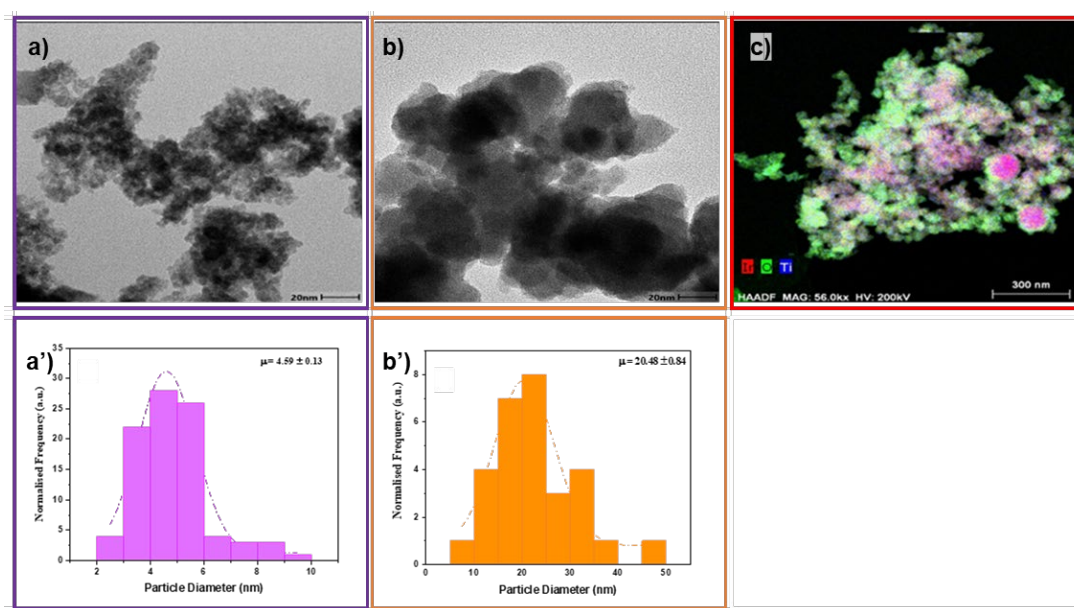 a)
20nm
b)
20nm
c)
Ir O Ti
HAADF MAG: 56.0kx HV: 200kV
300 nm
a')
μ= 4.59 ± 0.13
Normalised Frequency (a.u.)
35
30
25
20
15
10
5
0
2 4 6 8 10
Particle Diameter (nm)
b')
μ= 20.48 ±0.84
Normalised Frequency (a.u.)
8
6
4
2
0
0 10 20 30 40 50
Particle Diameter (nm)